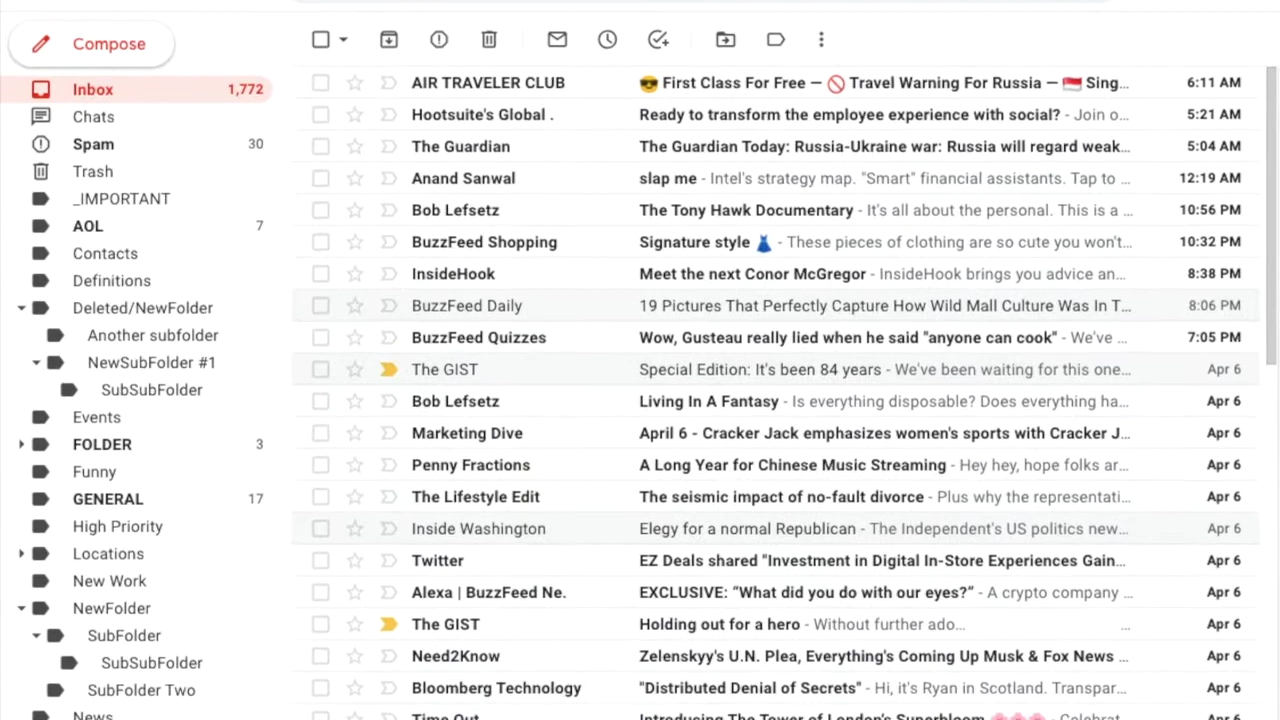 Compose
Inbox 1,772
Chats
Spam 30
Trash
_IMPORTANT
AOL 7
Contacts
Definitions
Deleted/NewFolder
Another subfolder
NewSubFolder #1
SubSubFolder
Events
FOLDER 3
Funny
GENERAL 17
High Priority
Locations
New Work
NewFolder
SubFolder
SubSubFolder
SubFolder Two
News
AIR TRAVELER CLUB 😎 First Class For Free — 🚫 Travel Warning For Russia — 🇸🇬 Sing… 6:11 AM
Hootsuite's Global . Ready to transform the employee experience with social? - Join o… 5:21 AM
The Guardian The Guardian Today: Russia-Ukraine war: Russia will regard weak… 5:04 AM
Anand Sanwal slap me - Intel's strategy map. "Smart" financial assistants. Tap to … 12:19 AM
Bob Lefsetz The Tony Hawk Documentary - It's all about the personal. This is a … 10:56 PM
BuzzFeed Shopping Signature style 👗 - These pieces of clothing are so cute you won't… 10:32 PM
InsideHook Meet the next Conor McGregor - InsideHook brings you advice an… 8:38 PM
BuzzFeed Daily 19 Pictures That Perfectly Capture How Wild Mall Culture Was In T… 8:06 PM
BuzzFeed Quizzes Wow, Gusteau really lied when he said "anyone can cook" - We've … 7:05 PM
The GIST Special Edition: It's been 84 years - We've been waiting for this one… Apr 6
Bob Lefsetz Living In A Fantasy - Is everything disposable? Does everything ha… Apr 6
Marketing Dive April 6 - Cracker Jack emphasizes women's sports with Cracker J… Apr 6
Penny Fractions A Long Year for Chinese Music Streaming - Hey hey, hope folks ar… Apr 6
The Lifestyle Edit The seismic impact of no-fault divorce - Plus why the representati… Apr 6
Inside Washington Elegy for a normal Republican - The Independent's US politics new… Apr 6
Twitter EZ Deals shared "Investment in Digital In-Store Experiences Gain… Apr 6
Alexa | BuzzFeed Ne. EXCLUSIVE: “What did you do with our eyes?” - A crypto company … Apr 6
The GIST Holding out for a hero - Without further ado… … Apr 6
Need2Know Zelenskyy's U.N. Plea, Everything's Coming Up Musk & Fox News … Apr 6
Bloomberg Technology "Distributed Denial of Secrets" - Hi, it's Ryan in Scotland. Transpar… Apr 6
Time Out Introducing The Tower of London's Superbloom 🌸🌸🌸 - Celebrat… Apr 6